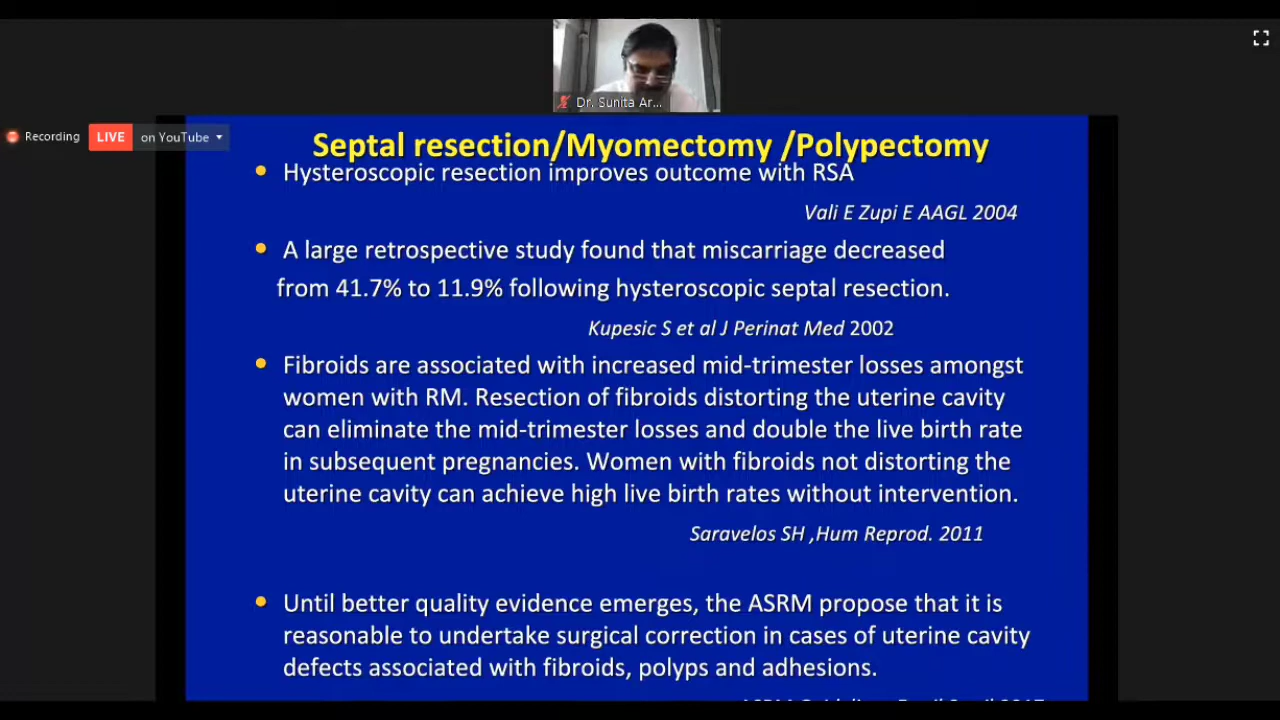 Dr. Sunita Ar...
Recording
LIVE
on YouTube
Septal resection/Myomectomy /Polypectomy
• Hysteroscopic resection improves outcome with RSA
Vali E Zupi E AAGL 2004
• A large retrospective study found that miscarriage decreased
from 41.7% to 11.9% following hysteroscopic septal resection.
Kupesic S et al J Perinat Med 2002
• Fibroids are associated with increased mid-trimester losses amongst
women with RM. Resection of fibroids distorting the uterine cavity
can eliminate the mid-trimester losses and double the live birth rate
in subsequent pregnancies. Women with fibroids not distorting the
uterine cavity can achieve high live birth rates without intervention.
Saravelos SH ,Hum Reprod. 2011
• Until better quality evidence emerges, the ASRM propose that it is
reasonable to undertake surgical correction in cases of uterine cavity
defects associated with fibroids, polyps and adhesions.